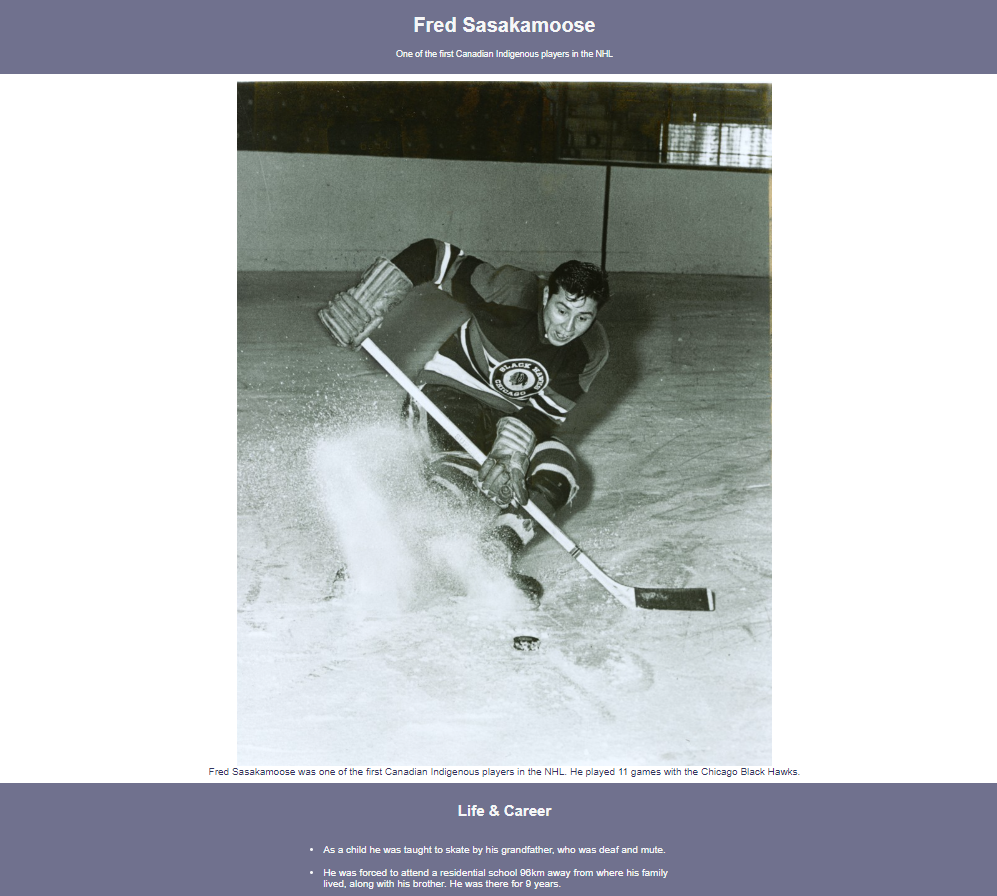 Fred Sasakamoose
One of the first Canadian Indigenous players in the NHL
BLACK HAWKS
CHICAGO
Fred Sasakamoose was one of the first Canadian Indigenous players in the NHL. He played 11 games with the Chicago Black Hawks.
Life & Career
• As a child he was taught to skate by his grandfather, who was deaf and mute.
• He was forced to attend a residential school 96km away from where his family
lived, along with his brother. He was there for 9 years.